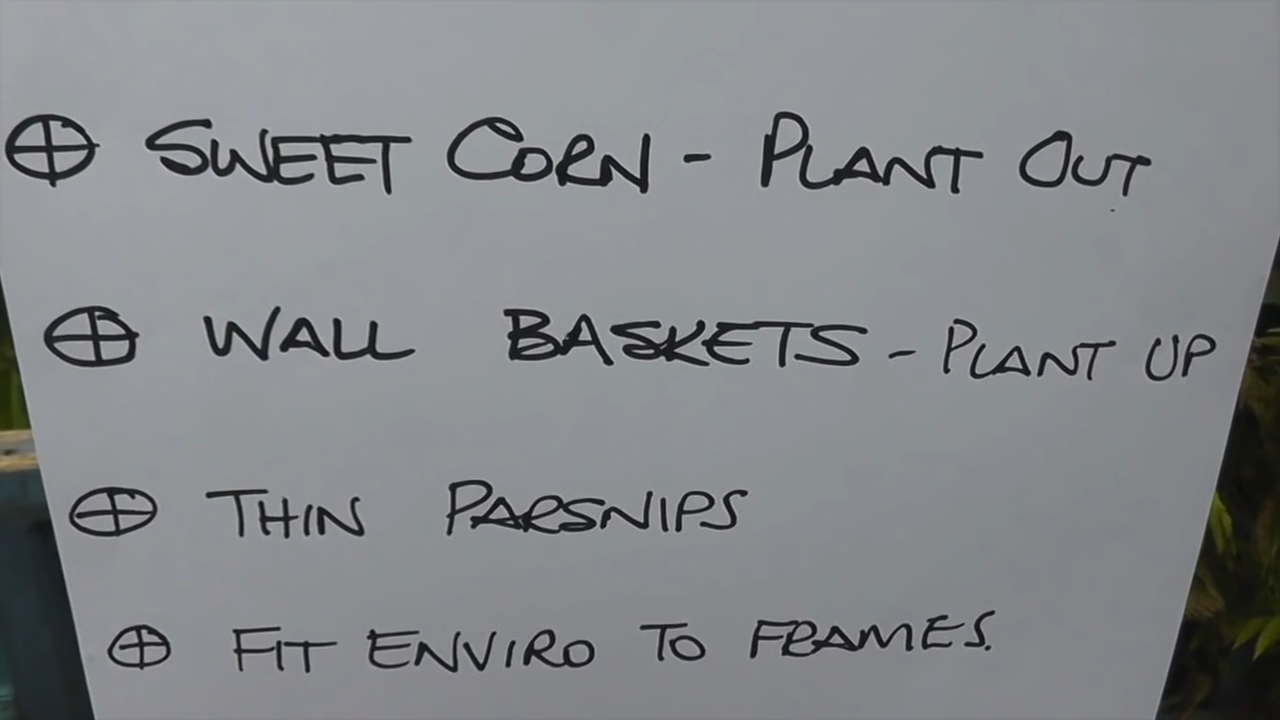 ⊕ SWEET CORN - PLANT OUT
⊕ WALL BASKETS - PLANT UP
⊕ THIN PARSNIPS
⊕ FIT ENVIRO TO FRAMES.